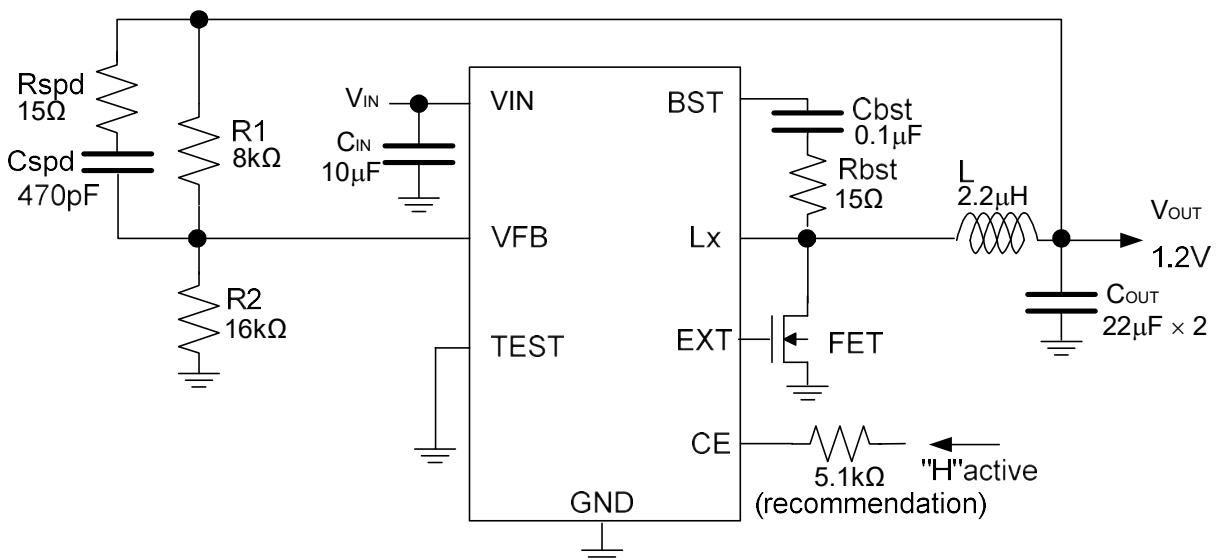 Rspd
15Ω
Cspd
470pF
R1
8kΩ
R2
16kΩ
VIN
CIN
10μF
VIN
VFB
TEST
GND
BST
Lx
EXT
CE
Cbst
0.1μF
Rbst
15Ω
L
2.2μH
VOUT
1.2V
COUT
22μF × 2
FET
5.1kΩ
(recommendation)
"H"active